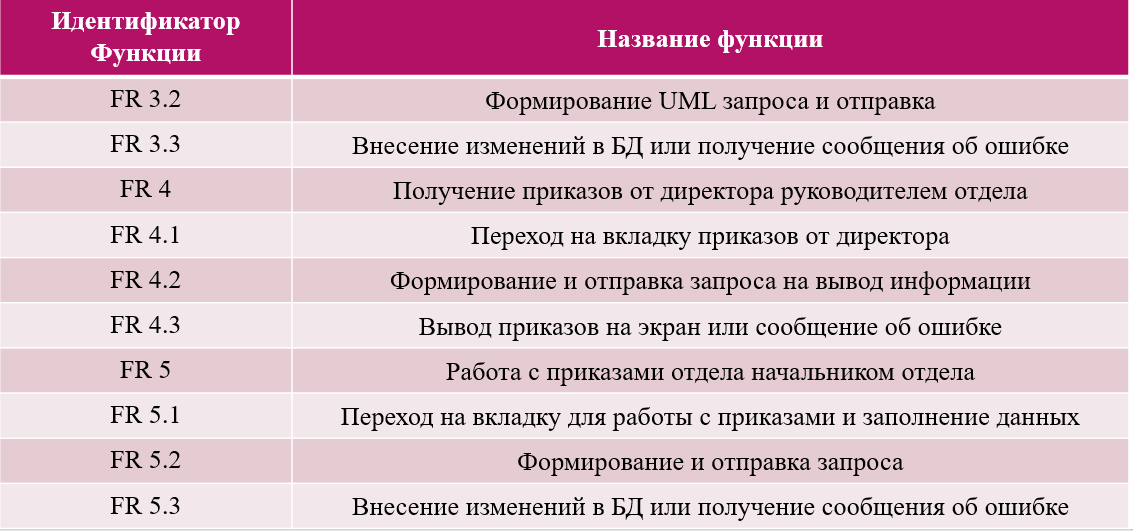 Идентификатор
Функции
Название функции
FR 3.2
Формирование UML запроса и отправка
FR 3.3
Внесение изменений в БД или получение сообщения об ошибке
FR 4
Получение приказов от директора руководителем отдела
FR 4.1
Переход на вкладку приказов от директора
FR 4.2
Формирование и отправка запроса на вывод информации
FR 4.3
Вывод приказов на экран или сообщение об ошибке
FR 5
Работа с приказами отдела начальником отдела
FR 5.1
Переход на вкладку для работы с приказами и заполнение данных
FR 5.2
Формирование и отправка запроса
FR 5.3
Внесение изменений в БД или получение сообщения об ошибке